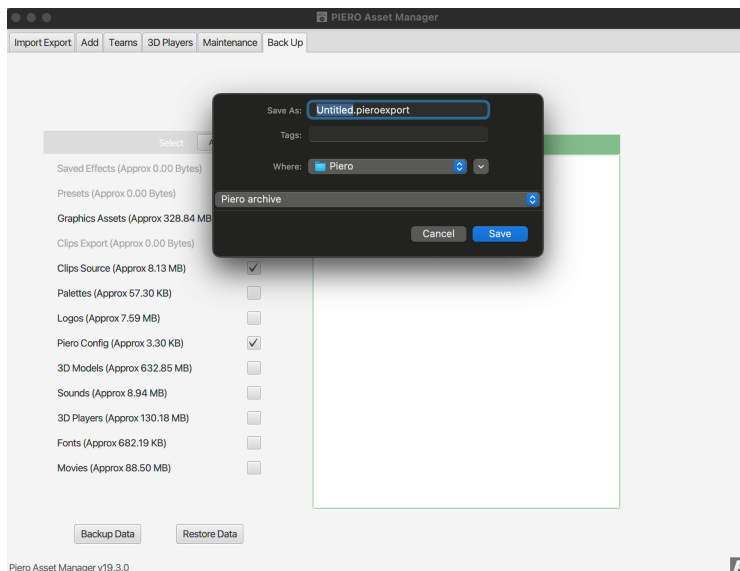 PIERO Asset Manager
Import Export Add Teams 3D Players Maintenance Back Up
Save As: Untitled.pieroexport
Tags:
Where: Piero
Piero archive
Cancel Save
Select
Saved Effects (Approx 0.00 Bytes)
Presets (Approx 0.00 Bytes)
Graphics Assets (Approx 328.84 MB
Clips Export (Approx 0.00 Bytes)
Clips Source (Approx 8.13 MB)
Palettes (Approx 57.30 KB)
Logos (Approx 7.59 MB)
Piero Config (Approx 3.30 KB)
3D Models (Approx 632.85 MB)
Sounds (Approx 8.94 MB)
3D Players (Approx 130.18 MB)
Fonts (Approx 682.19 KB)
Movies (Approx 88.50 MB)
Backup Data Restore Data
Piero Asset Manager v19.3.0